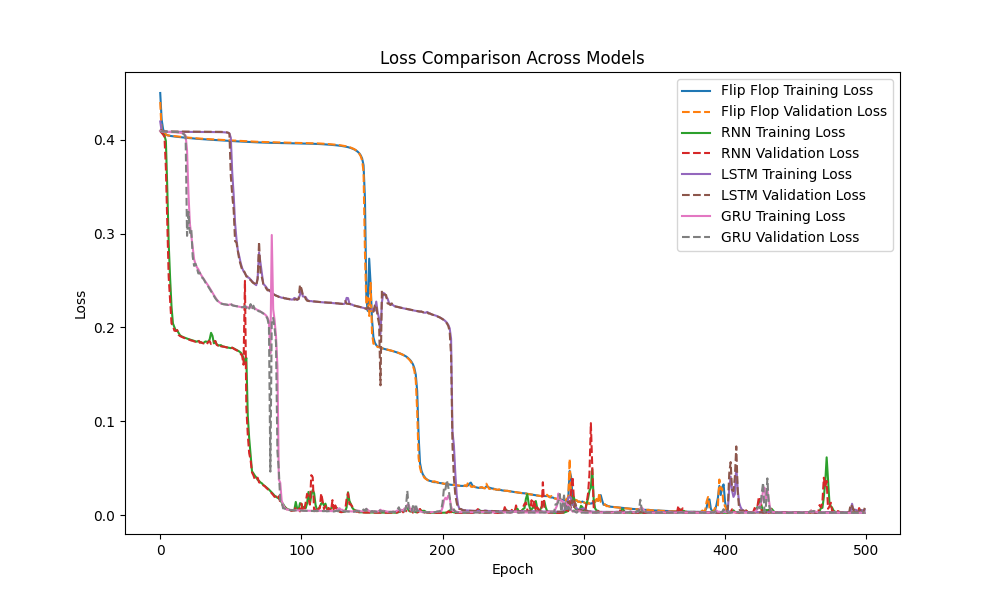 Loss Comparison Across Models
Flip Flop Training Loss
Flip Flop Validation Loss
RNN Training Loss
RNN Validation Loss
LSTM Training Loss
LSTM Validation Loss
GRU Training Loss
GRU Validation Loss
0.4
0.3
0.2
0.1
0.0
Loss
0
100
200
300
400
500
Epoch